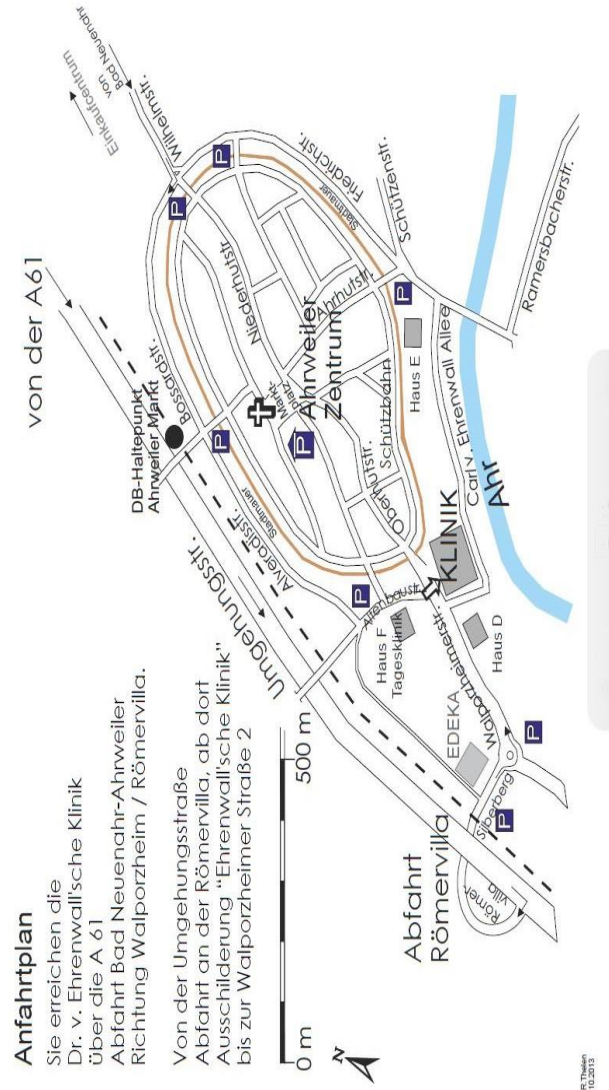 Anfahrtplan
Sie erreichen die
Dr. v. Ehrenwall'sche Klinik
über die A 61
Abfahrt Bad Neuenahr-Ahrweiler
Richtung Walporzheim / Römervilla.
Von der Umgehungsstraße
Abfahrt an der Römervilla, ab dort
Ausschilderung "Ehrenwall'sche Klinik"
bis zur Walporzheimer Straße 2
0 m
500 m
N
von der A61
Einkaufcentrum
von
Bad Neuenahr
Wilhelmstr.
DB-Haltepunkt
Ahrweiler Markt
Bossardstr.
P
P
Umgehungsstr.
Alveradisstr.
Stadtmauer
P
Niederhutstr.
Markt-
platz
P
Ahrweiler
Zentrum
Ahrhutstr.
Stadtmauer
Friedrichstr.
Schützenstr.
P
Oberhutstr.
Schützbahn
Haus E
P
Altenbaustr.
Haus F
Tagesklinik
KLINIK
Carl v. Ehrenwall Allee
Ahr
Ramersbacherstr.
EDEKA
Walporzheimerstr.
Haus D
Abfahrt
Römervilla
Römer-
villa
Silberberg
P
P
R.Thelen
10.2013